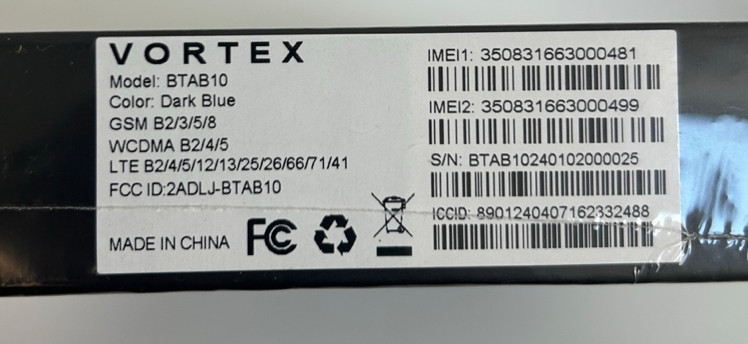 VORTEX
Model: BTAB10
Color: Dark Blue
GSM B2/3/5/8
WCDMA B2/4/5
LTE B2/4/5/12/13/25/26/66/71/41
FCC ID:2ADLJ-BTAB10
MADE IN CHINA
FC
IMEI1: 350831663000481
IMEI2: 350831663000499
S/N: BTAB10240102000025
ICCID: 8901240407162332488